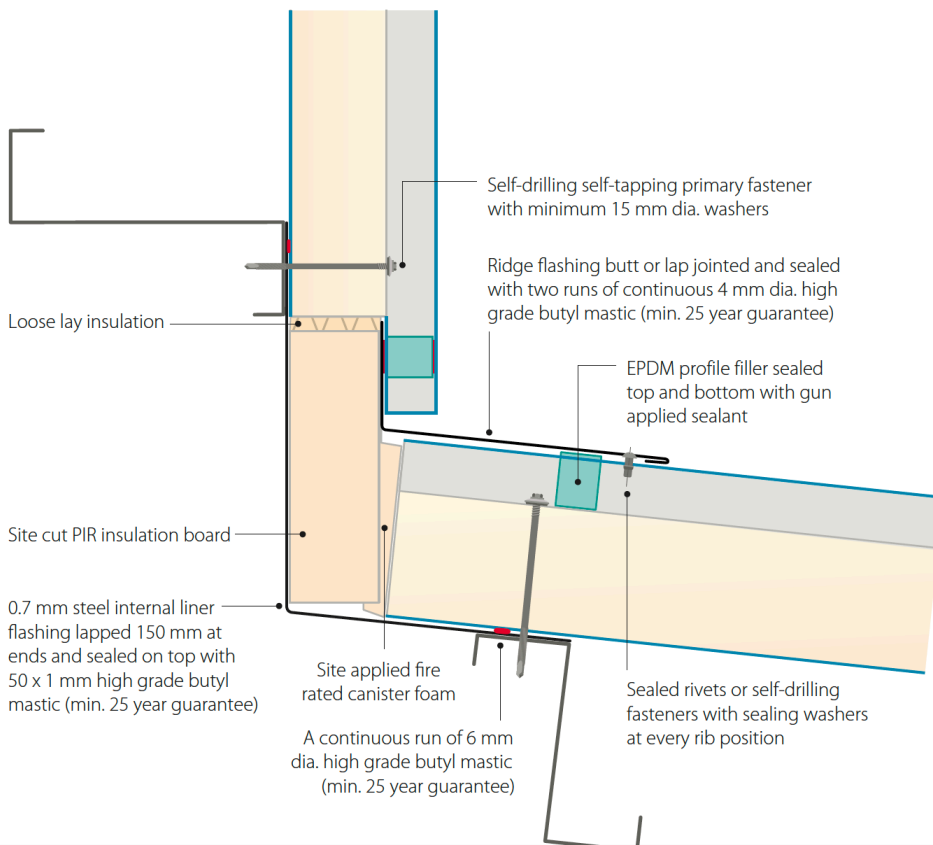 Self-drilling self-tapping primary fastener
with minimum 15 mm dia. washers
Ridge flashing butt or lap jointed and sealed
with two runs of continuous 4 mm dia. high
grade butyl mastic (min. 25 year guarantee)
Loose lay insulation
EPDM profile filler sealed
top and bottom with gun
applied sealant
Site cut PIR insulation board
0.7 mm steel internal liner
flashing lapped 150 mm at
ends and sealed on top with
50 x 1 mm high grade butyl
mastic (min. 25 year guarantee)
Site applied fire
rated canister foam
A continuous run of 6 mm
dia. high grade butyl mastic
(min. 25 year guarantee)
Sealed rivets or self-drilling
fasteners with sealing washers
at every rib position